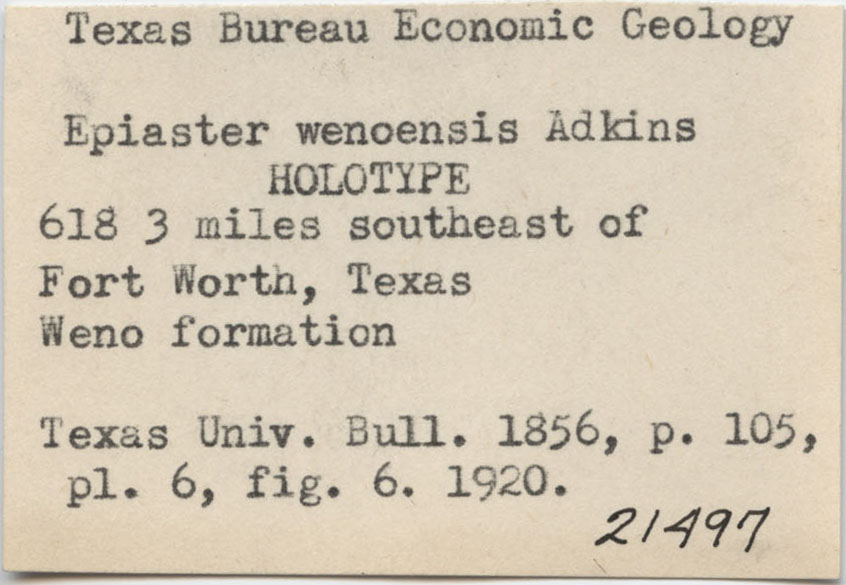 Texas Bureau Economic Geology
Epiaster wenoensis Adkins
HOLOTYPE
618 3 miles southeast of
Fort Worth, Texas
Weno formation
Texas Univ. Bull. 1856, p. 105,
pl. 6, fig. 6. 1920.
21497